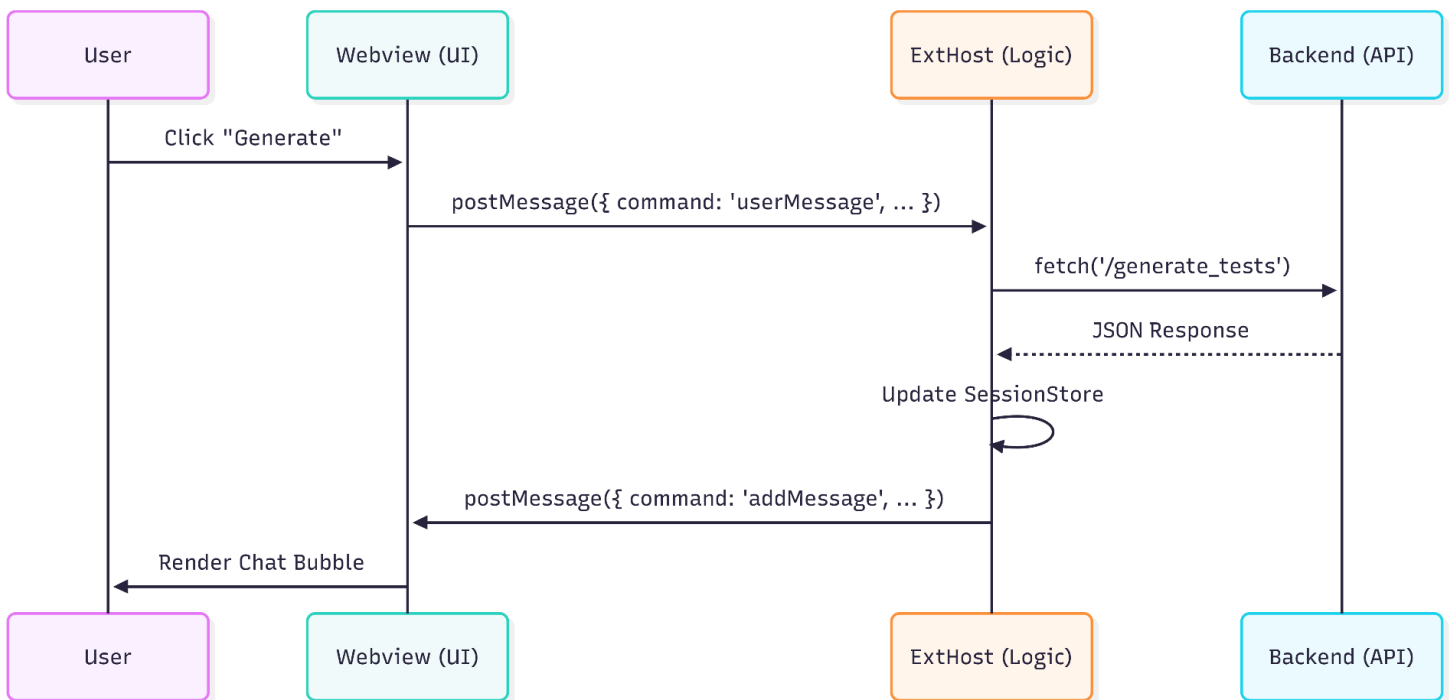 User
Webview (UI)
ExtHost (Logic)
Backend (API)
Click "Generate"
postMessage({ command: 'userMessage', ... })
fetch('/generate_tests')
JSON Response
Update SessionStore
postMessage({ command: 'addMessage', ... })
Render Chat Bubble
User
Webview (UI)
ExtHost (Logic)
Backend (API)